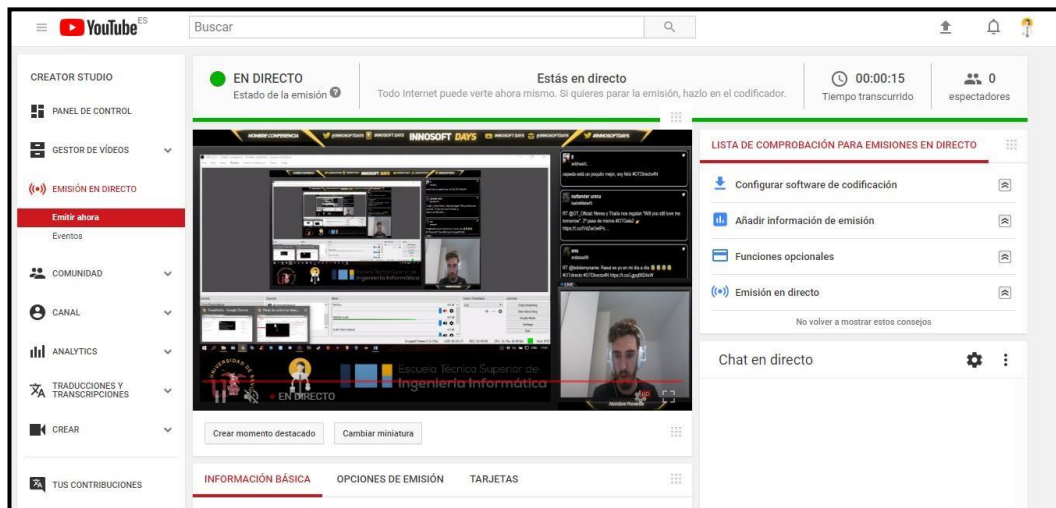 YouTube ES
Buscar
CREATOR STUDIO
PANEL DE CONTROL
GESTOR DE VÍDEOS
EMISIÓN EN DIRECTO
Emitir ahora
Eventos
COMUNIDAD
CANAL
ANALYTICS
TRADUCCIONES Y
TRANSCRIPCIONES
CREAR
TUS CONTRIBUCIONES
EN DIRECTO
Estado de la emisión ?
Estás en directo
Todo Internet puede verte ahora mismo. Si quieres parar la emisión, hazlo en el codificador.
00:00:15
Tiempo transcurrido
0
espectadores
NOMBRE CONFERENCIA
INNOSOFT DAYS
Escuela Técnica Superior de
Ingeniería Informática
EN DIRECTO
HD
Crear momento destacado
Cambiar miniatura
INFORMACIÓN BÁSICA
OPCIONES DE EMISIÓN
TARJETAS
LISTA DE COMPROBACIÓN PARA EMISIONES EN DIRECTO
Configurar software de codificación
Añadir información de emisión
Funciones opcionales
Emisión en directo
No volver a mostrar estos consejos
Chat en directo